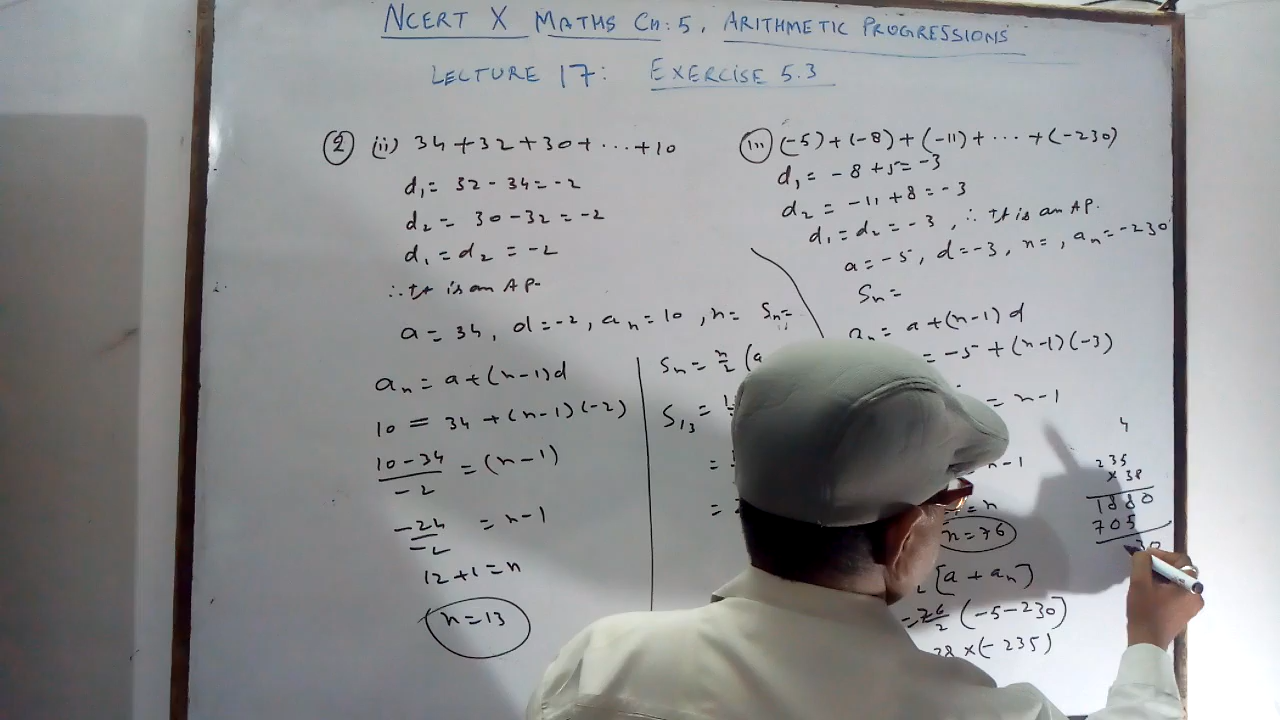 NCERT X MATHS CH: 5, ARITHMETIC PROGRESSIONS
LECTURE 17: EXERCISE 5.3
② (ii) 34+32+30+...+10
d₁= 32-34=-2
d₂= 30-32=-2
d₁=d₂=-2
∴It is an AP.
a=34, d=-2, aₙ=10, n= Sₙ=
aₙ=a+(n-1)d
10=34+(n-1)(-2)
10-34/-2=(n-1)
-24/-2=n-1
12+1=n
n=13
Sₙ=n/2(a
S₁₃=
=
=
(iii) (-5)+(-8)+(-11)+...+(-230)
d₁=-8+5=-3
d₂=-11+8=-3
d₁=d₂=-3, ∴It is an AP.
a=-5, d=-3, n=, aₙ=-230
Sₙ=
aₙ=a+(n-1)d
=-5+(n-1)(-3)
=n-1
n-1
=n
n=76
[a+aₙ]
=76/2(-5-230)
38×(-235)
4
235
×38
1880
705
30